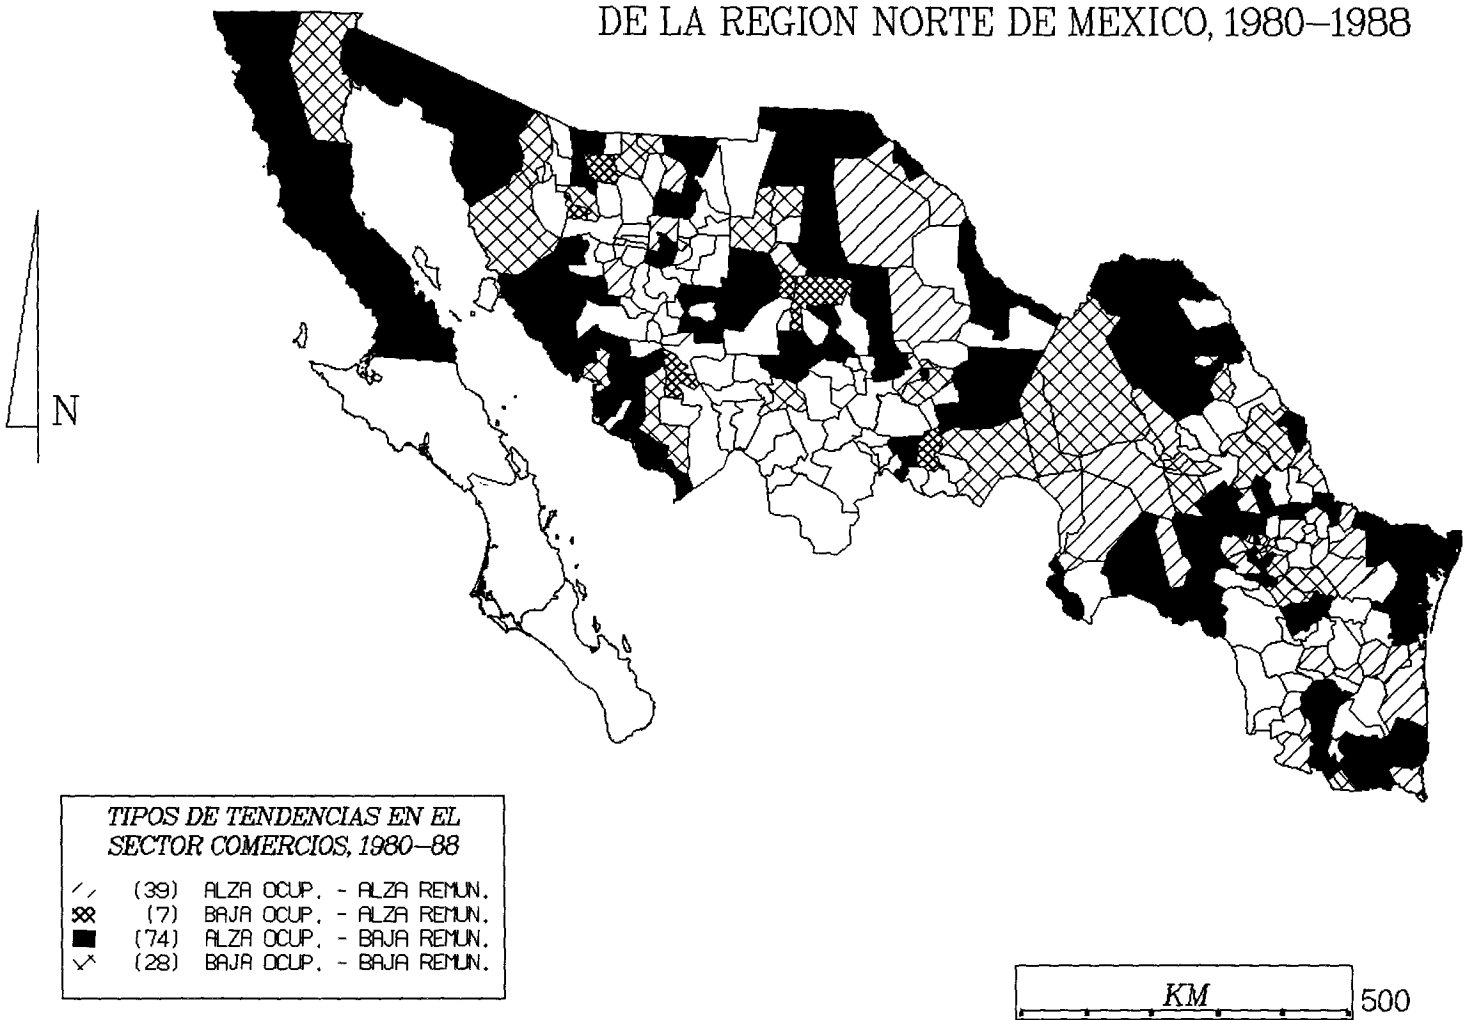 DE LA REGION NORTE DE MEXICO, 1980-1988
N
TIPOS DE TENDENCIAS EN EL
SECTOR COMERCIOS, 1980-88
(39) ALZA OCUP. - ALZA REMUN.
(7) BAJA OCUP. - ALZA REMUN.
(74) ALZA OCUP. - BAJA REMUN.
(28) BAJA OCUP. - BAJA REMUN.
KM 500